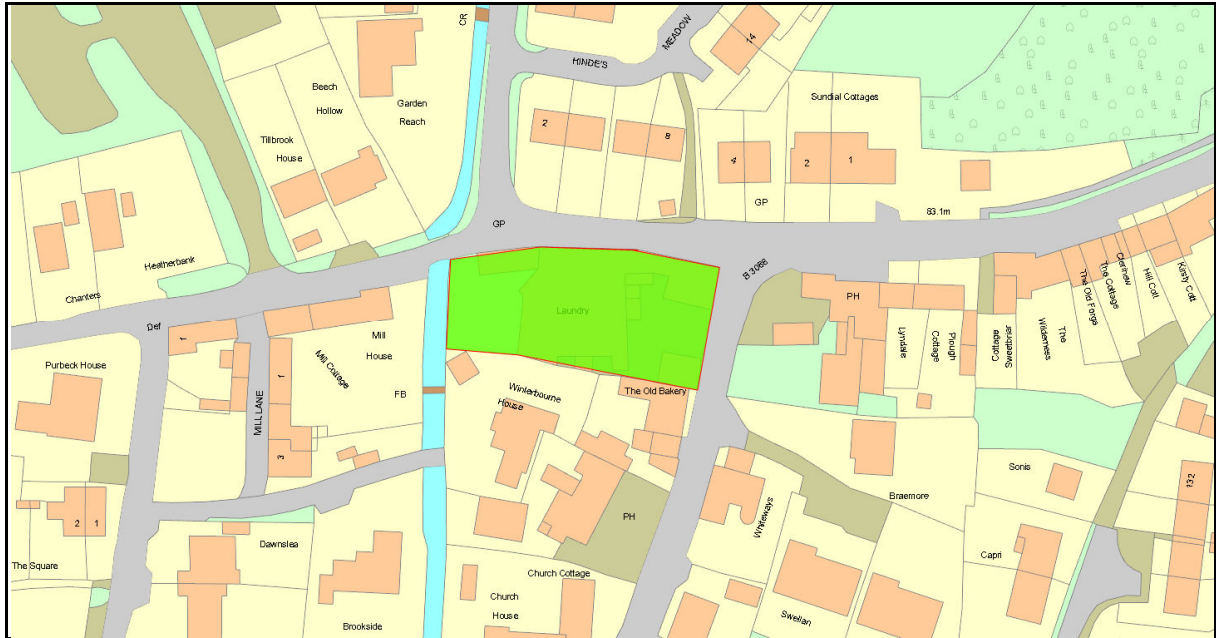 CR
MEADOW
14
HINDE'S
Beech
Hollow
Garden
Reach
Sundial Cottages
2
8
Tillbrook
House
4
2
1
GP
GP
83.1m
Heatherbank
Chanters
B 3068
Clerihew
Kirsty Cott
Hill Cott
The Cottage
The Old Forge
PH
Laundry
Def
1
Mill
House
Mill Cottage
1
Lyndale
Cottage
Plough
Cottage
Sweetbriar
The
Wilderness
Purbeck House
FB
Winterbourne
House
The Old Bakery
MILL LANE
3
Sonis
132
Braemore
2
1
PH
Whiteways
Dawnslea
Capri
The Square
Church Cottage
Church
House
Swellan
Brookside